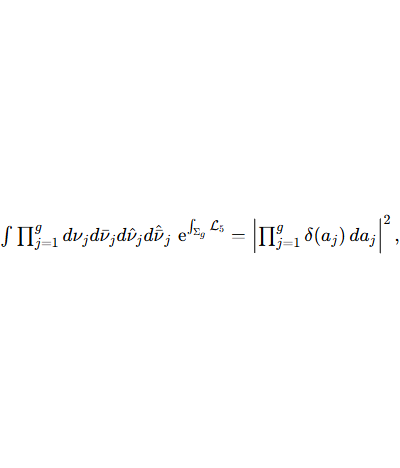 ∫ ∏_{j=1}^{g} dν_j dν̄_j dν̂_j dν̂̄_j e^{∫_{Σ_g} 𝓛_5} = |∏_{j=1}^{g} δ(a_j) da_j|^2 ,